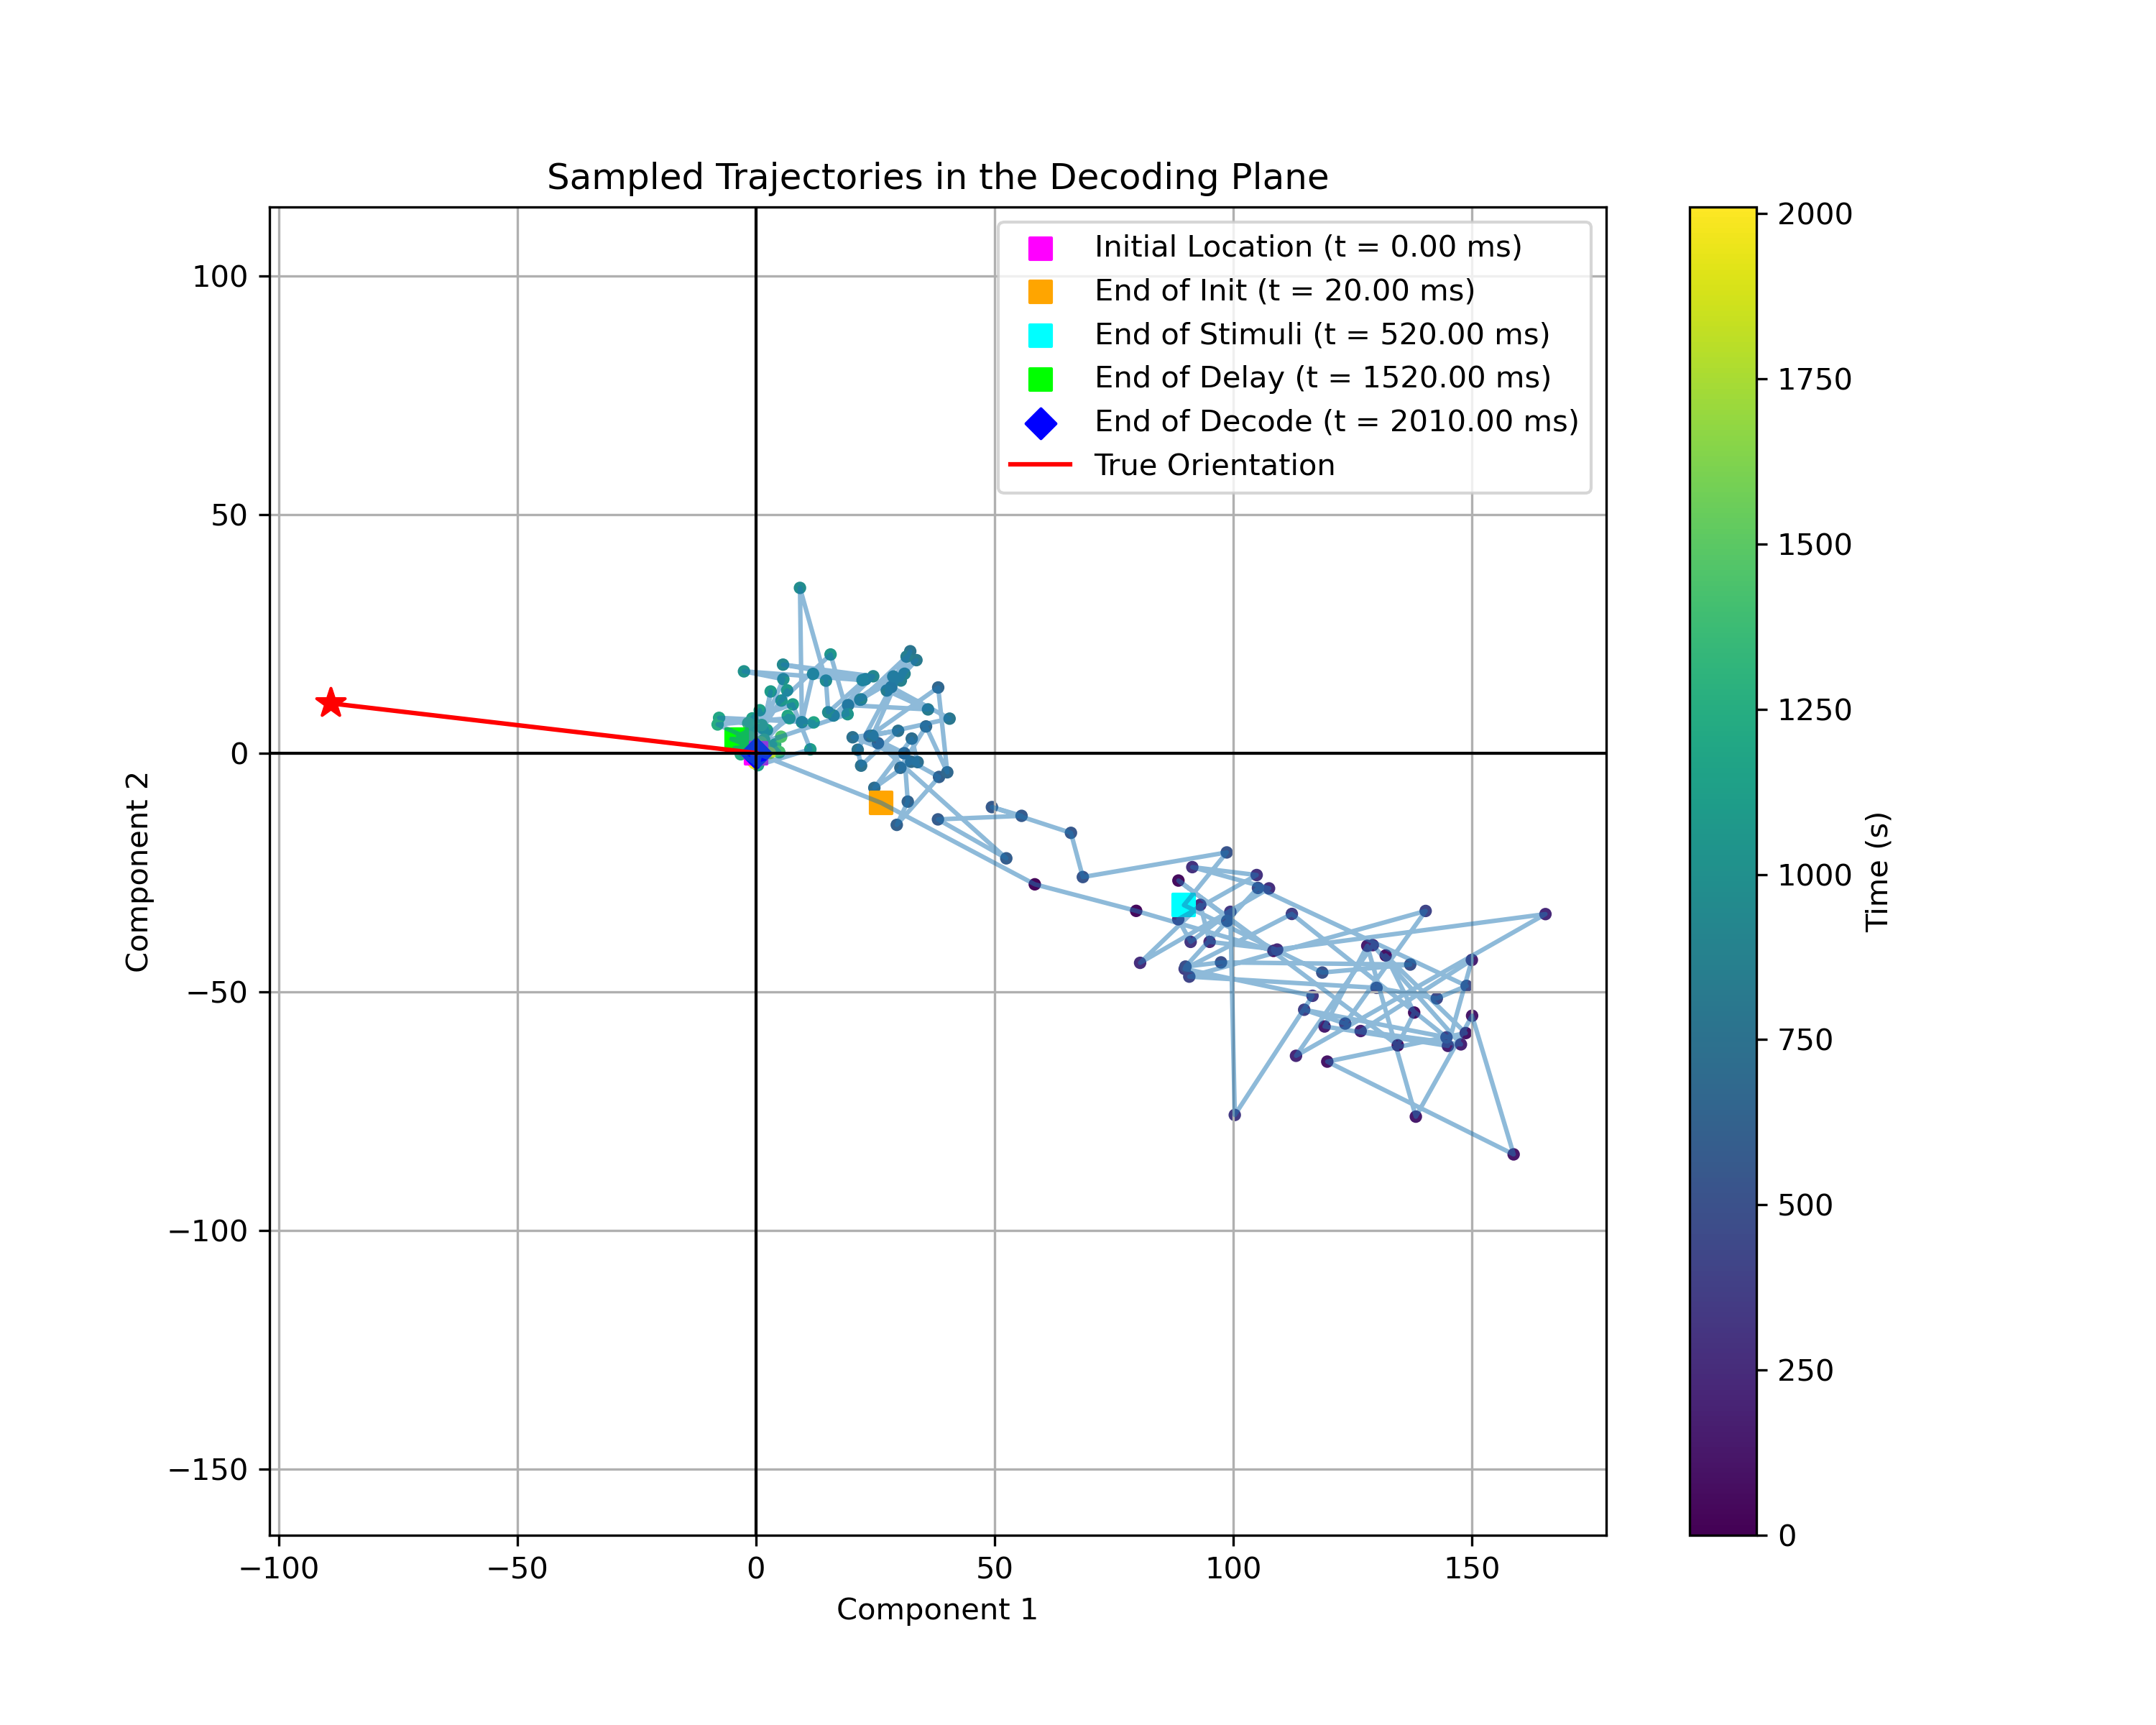 Sampled Trajectories in the Decoding Plane
Initial Location (t = 0.00 ms)
End of Init (t = 20.00 ms)
End of Stimuli (t = 520.00 ms)
End of Delay (t = 1520.00 ms)
End of Decode (t = 2010.00 ms)
True Orientation
100
50
0
−50
−100
−150
Component 2
−100
−50
0
50
100
150
Component 1
2000
1750
1500
1250
1000
750
500
250
0
Time (s)